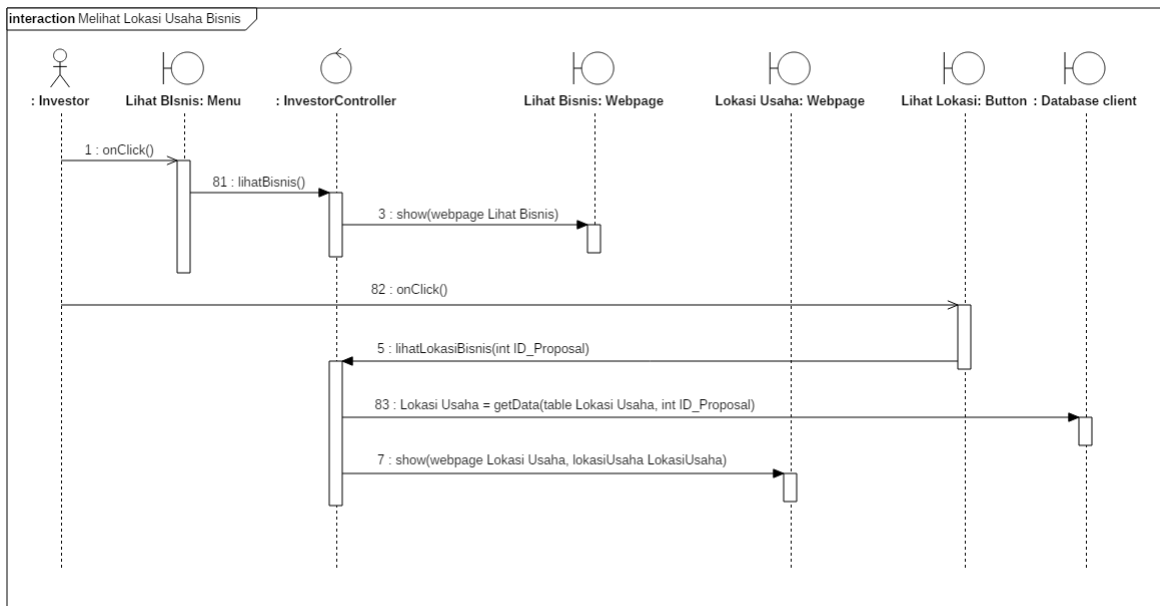 interaction Melihat Lokasi Usaha Bisnis
: Investor
Lihat BIsnis: Menu
: InvestorController
Lihat Bisnis: Webpage
Lokasi Usaha: Webpage
Lihat Lokasi: Button
: Database client
1 : onClick()
81 : lihatBisnis()
3 : show(webpage Lihat Bisnis)
82 : onClick()
5 : lihatLokasiBisnis(int ID_Proposal)
83 : Lokasi Usaha = getData(table Lokasi Usaha, int ID_Proposal)
7 : show(webpage Lokasi Usaha, lokasiUsaha LokasiUsaha)